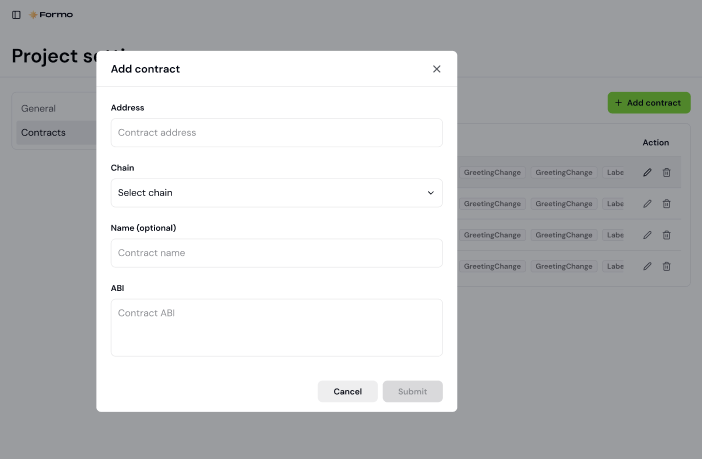 Formo
Project se
Add contract
General
Contracts
Address
Contract address
Chain
Select chain
Name (optional)
Contract name
ABI
Contract ABI
Cancel
Submit
+ Add contract
Action
GreetingChange GreetingChange Labe
GreetingChange GreetingChange Labe
GreetingChange GreetingChange Labe
GreetingChange GreetingChange Labe